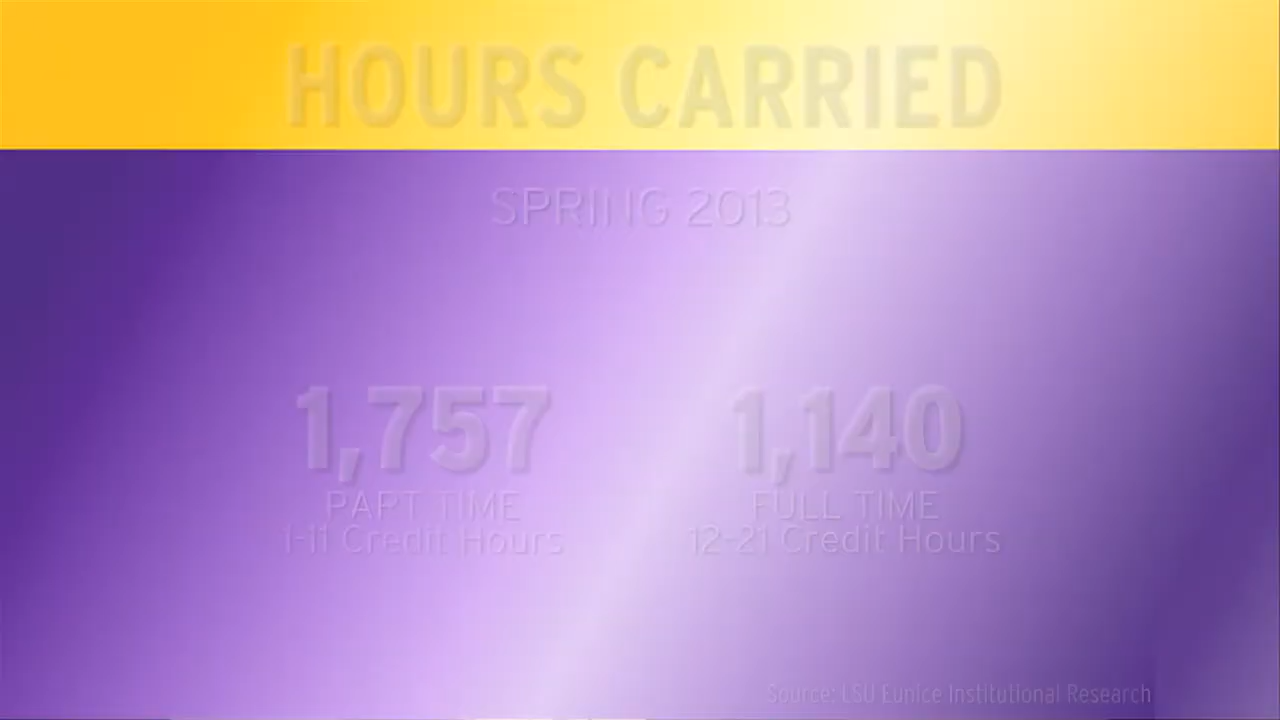 HOURS CARRIED
SPRING 2013
1,757
PART TIME
1-11 Credit Hours
1,140
FULL TIME
12-21 Credit Hours
Source: LSU Eunice Institutional Research